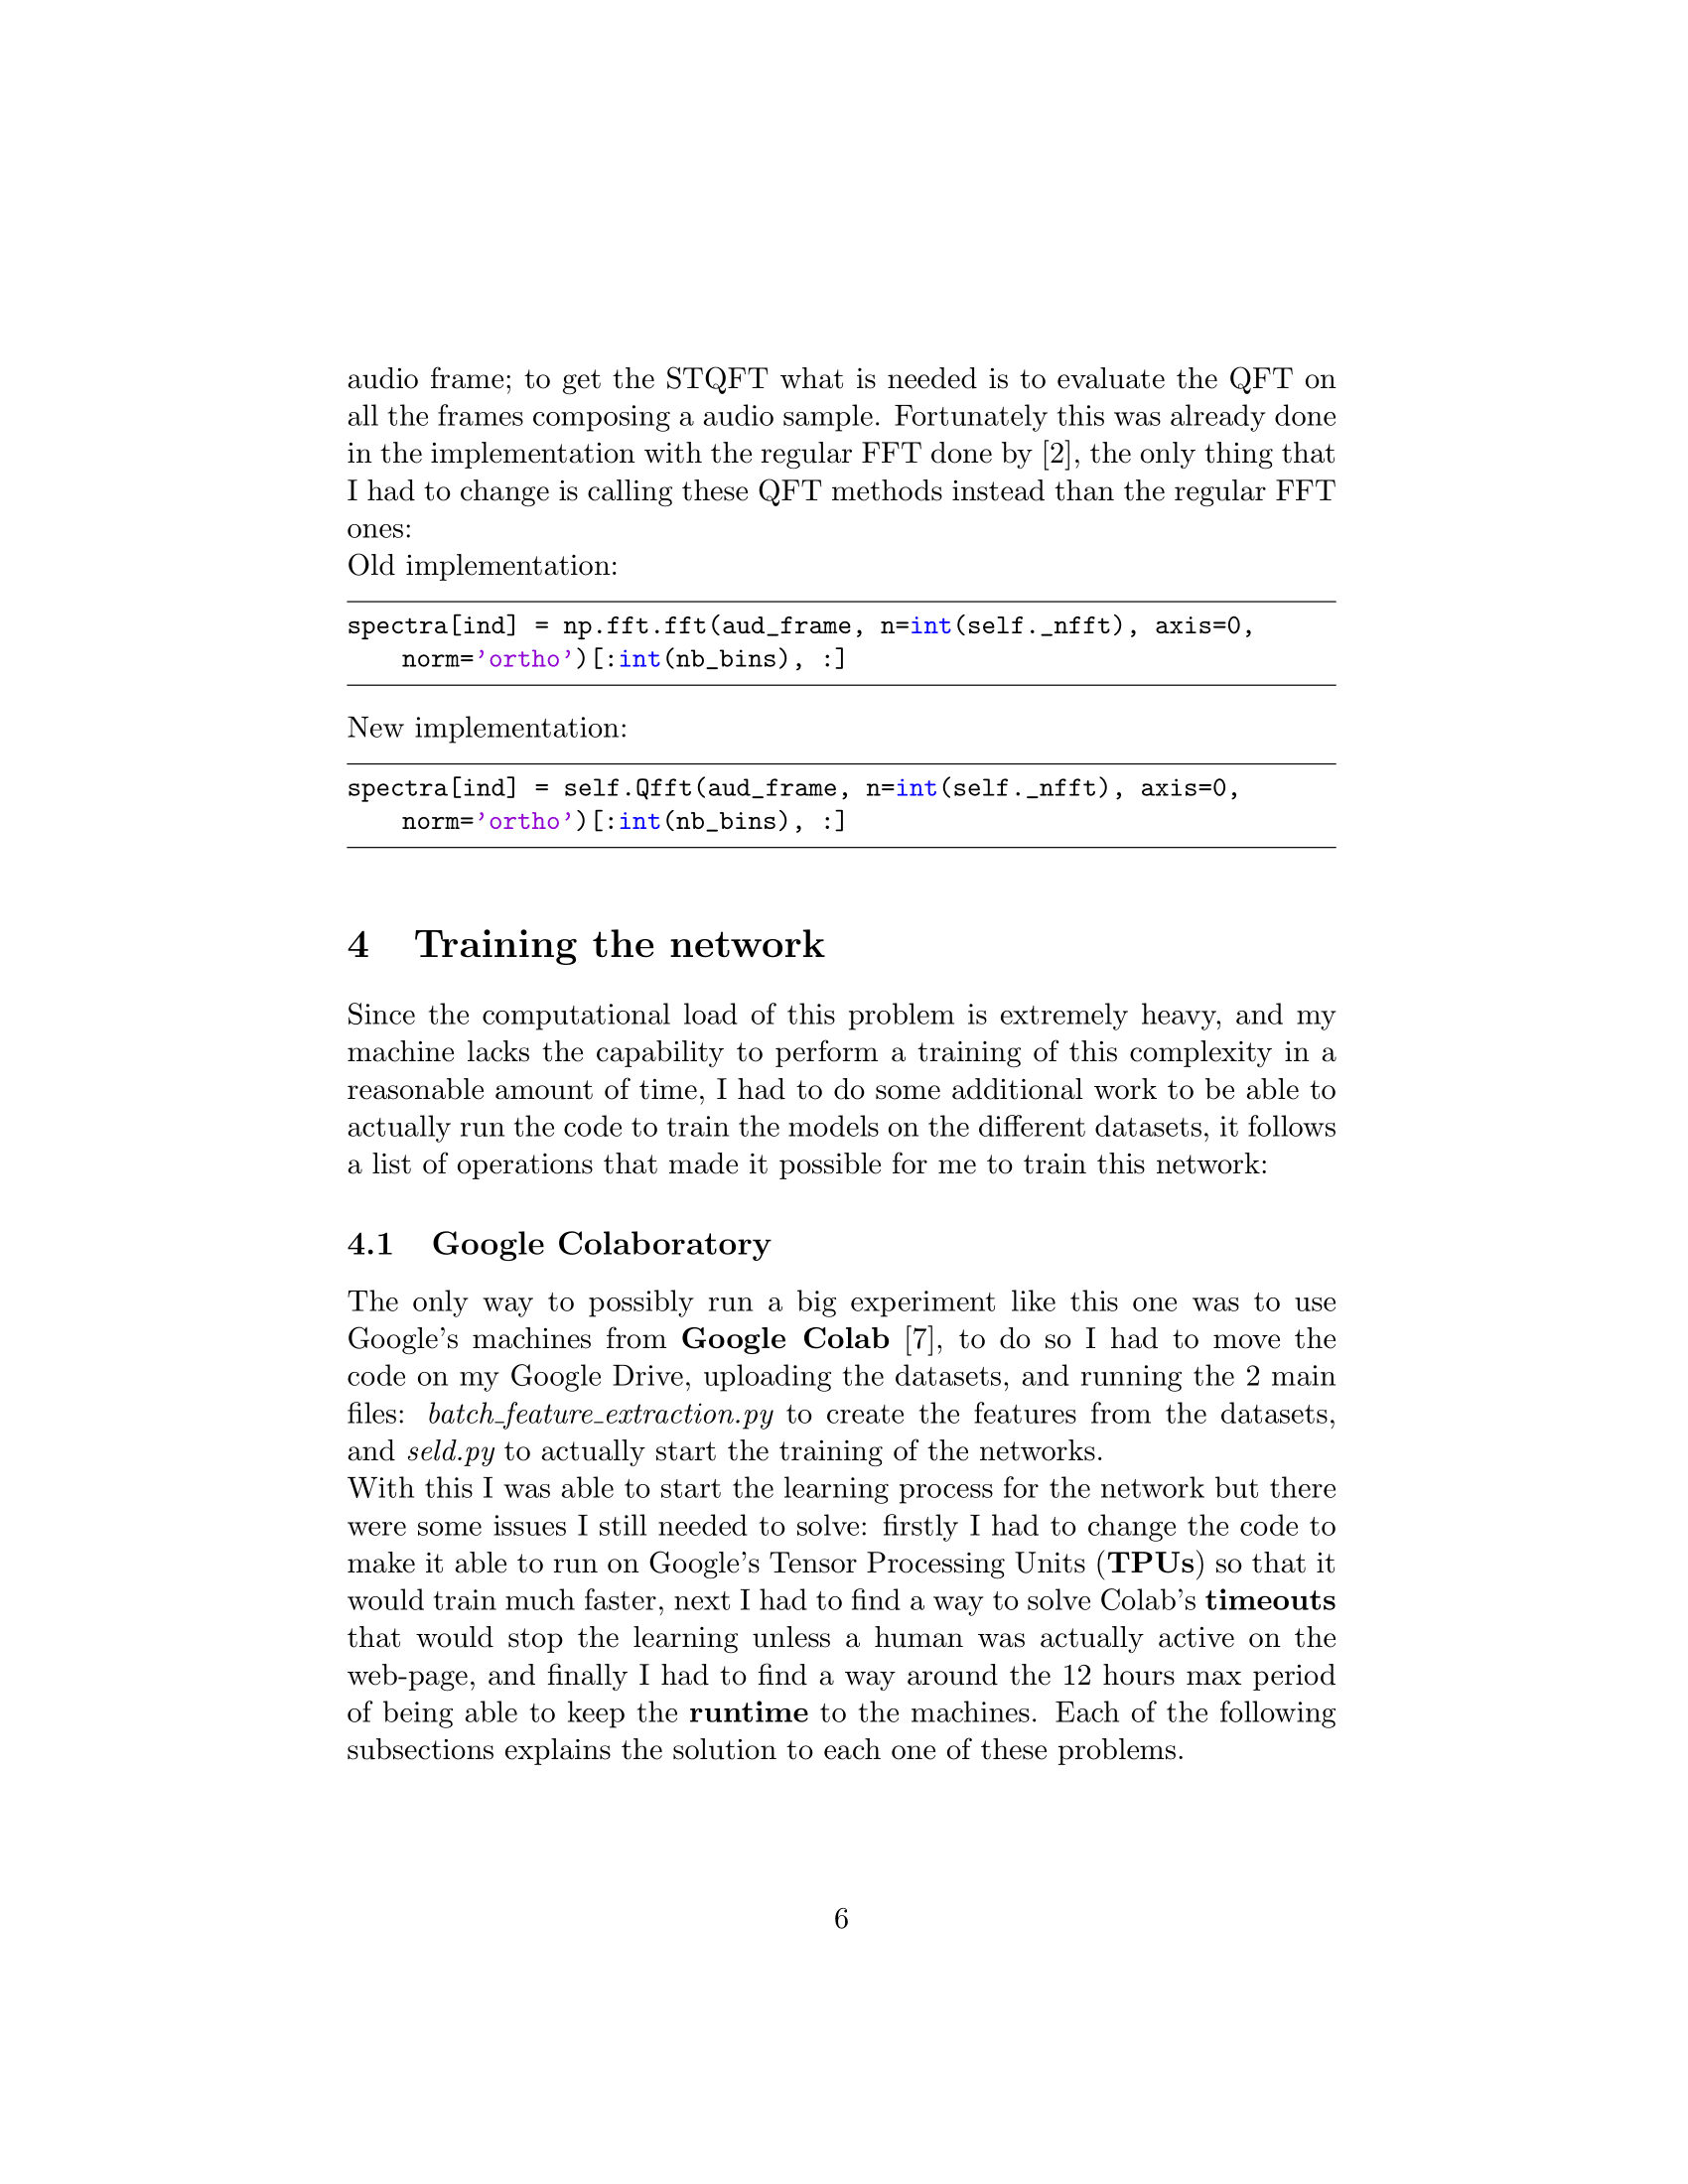 audio frame; to get the STQFT what is needed is to evaluate the QFT on
all the frames composing a audio sample. Fortunately this was already done
in the implementation with the regular FFT done by [2], the only thing that
I had to change is calling these QFT methods instead than the regular FFT
ones:
Old implementation:
spectra[ind] = np.fft.fft(aud_frame, n=int(self._nfft), axis=0,
norm='ortho')[:int(nb_bins), :]
New implementation:
spectra[ind] = self.Qfft(aud_frame, n=int(self._nfft), axis=0,
norm='ortho')[:int(nb_bins), :]
4 Training the network
Since the computational load of this problem is extremely heavy, and my
machine lacks the capability to perform a training of this complexity in a
reasonable amount of time, I had to do some additional work to be able to
actually run the code to train the models on the different datasets, it follows
a list of operations that made it possible for me to train this network:
4.1 Google Colaboratory
The only way to possibly run a big experiment like this one was to use
Google's machines from Google Colab [7], to do so I had to move the
code on my Google Drive, uploading the datasets, and running the 2 main
files: batch_feature_extraction.py to create the features from the datasets,
and seld.py to actually start the training of the networks.
With this I was able to start the learning process for the network but there
were some issues I still needed to solve: firstly I had to change the code to
make it able to run on Google's Tensor Processing Units (TPUs) so that it
would train much faster, next I had to find a way to solve Colab's timeouts
that would stop the learning unless a human was actually active on the
web-page, and finally I had to find a way around the 12 hours max period
of being able to keep the runtime to the machines. Each of the following
subsections explains the solution to each one of these problems.
6